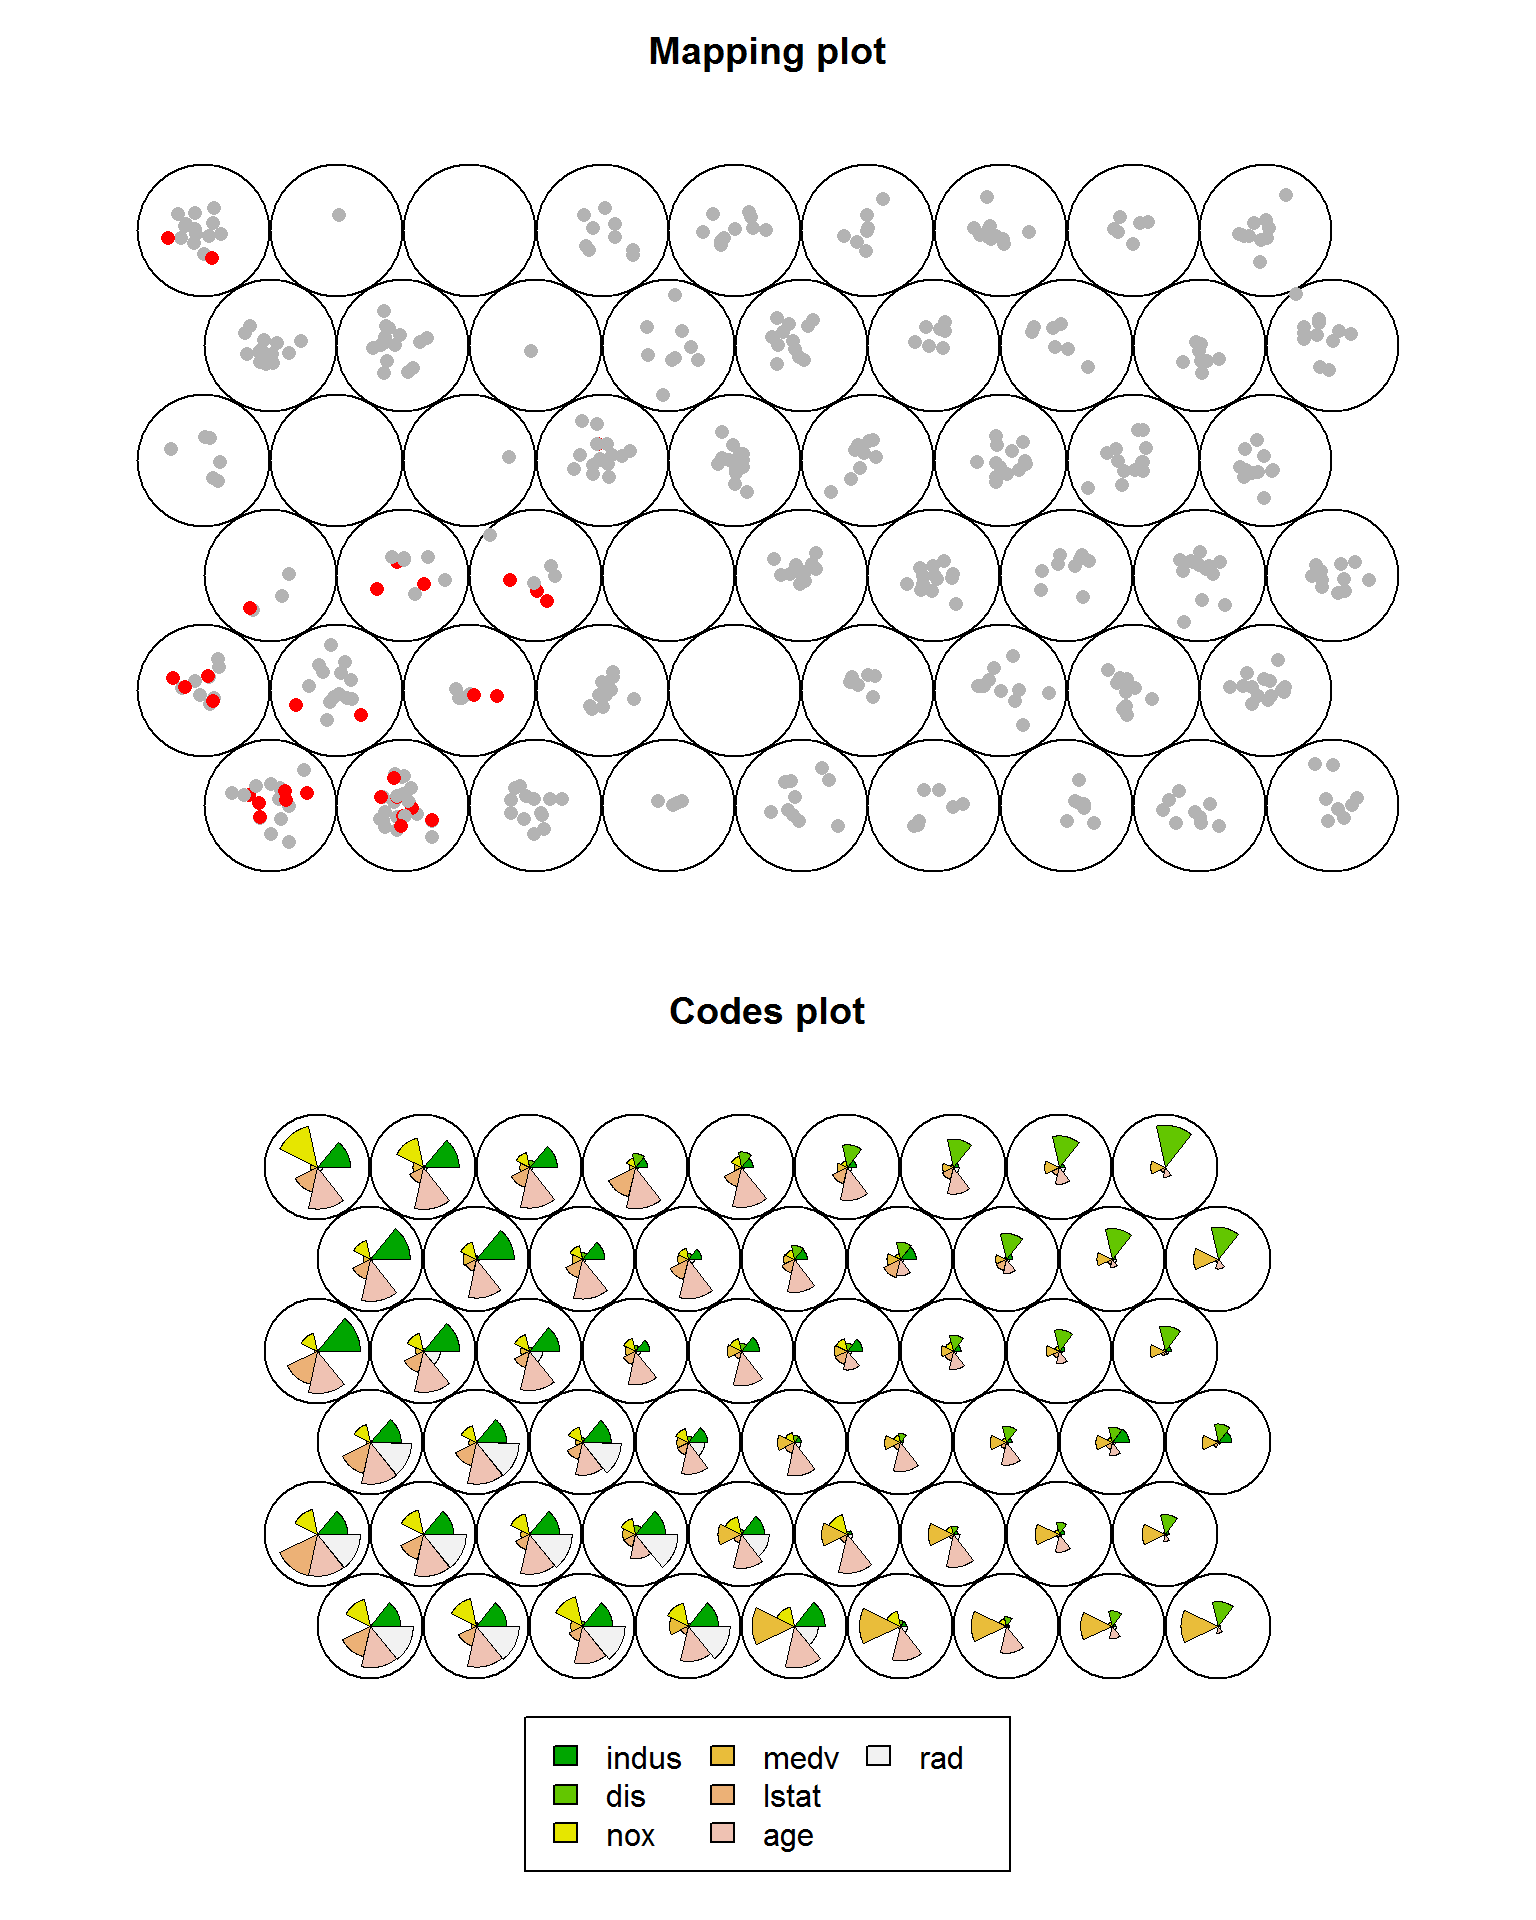 Mapping plot
Codes plot
indus medv rad
dis lstat
nox age